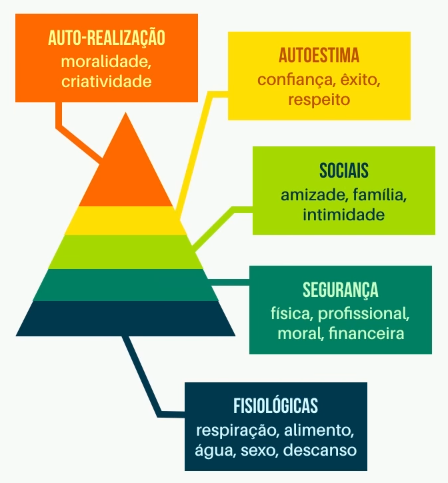 AUTO-REALIZAÇÃO
moralidade,
criatividade
AUTOESTIMA
confiança, êxito,
respeito
SOCIAIS
amizade, família,
intimidade
SEGURANÇA
física, profissional,
moral, financeira
FISIOLÓGICAS
respiração, alimento,
água, sexo, descanso